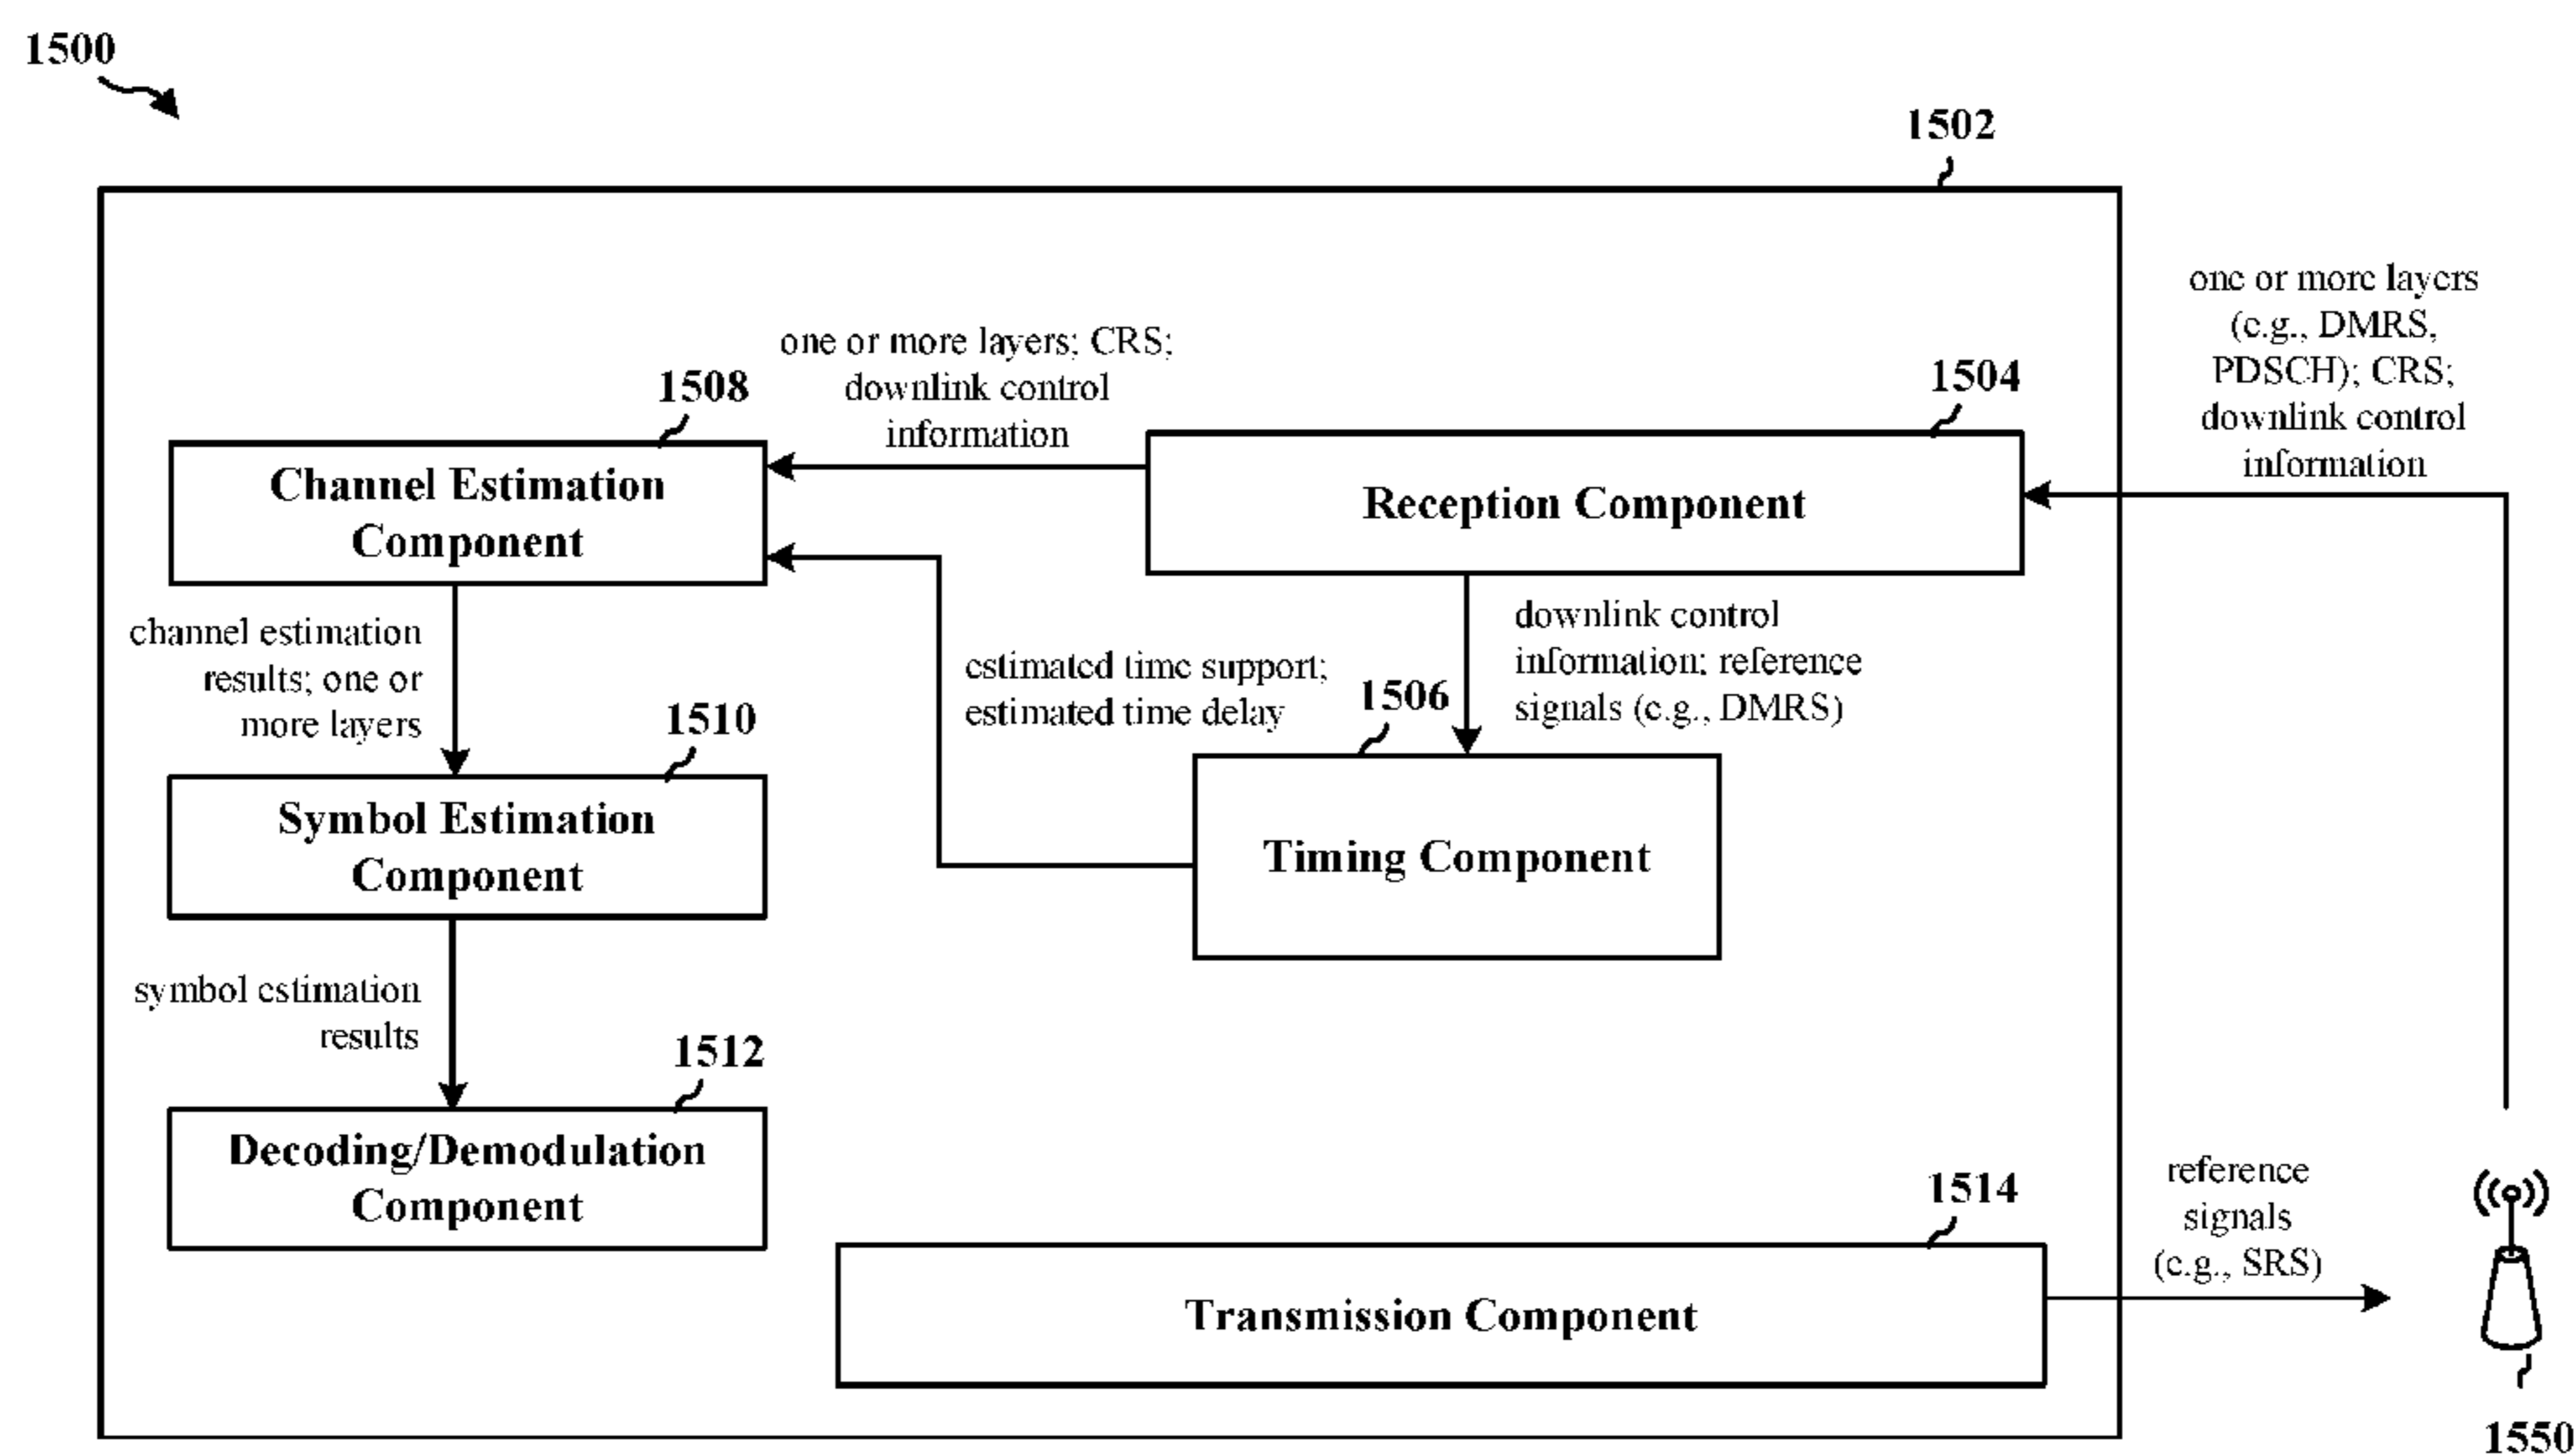 1500
1502
one or more layers
(e.g., DMRS,
PDSCH); CRS;
downlink control
information
one or more layers; CRS;
downlink control
information
1508
1504
Channel Estimation
Component
Reception Component
channel estimation
results; one or
more layers
estimated time support;
estimated time delay
downlink control
information; reference
signals (e.g., DMRS)
1506
1510
Symbol Estimation
Component
Timing Component
symbol estimation
results
1512
Decoding/Demodulation
Component
1514
reference
signals
(e.g., SRS)
Transmission Component
1550